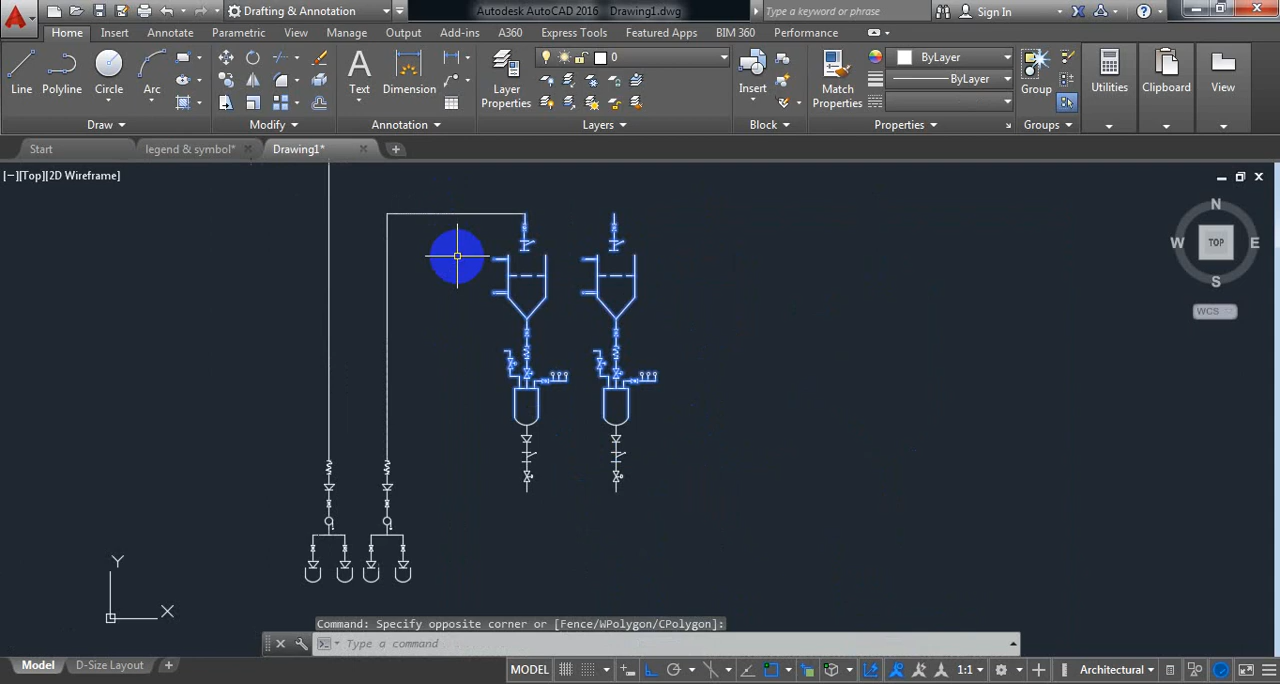 Drafting & Annotation
Autodesk AutoCAD 2016 Drawing1.dwg
Type a keyword or phrase
Sign In
Home Insert Annotate Parametric View Manage Output Add-ins A360 Express Tools Featured Apps BIM 360 Performance
0
ByLayer
ByLayer
Line Polyline Circle Arc Text Dimension Layer Properties Insert Match Properties Group Utilities Clipboard View
Draw Modify Annotation Layers Block Properties Groups
Start legend & symbol* Drawing1*
[−][Top][2D Wireframe]
N
W TOP E
S
WCS
Y
X
Command: Specify opposite corner or [Fence/WPolygon/CPolygon]:
Type a command
Model D-Size Layout
MODEL 1:1 Architectural